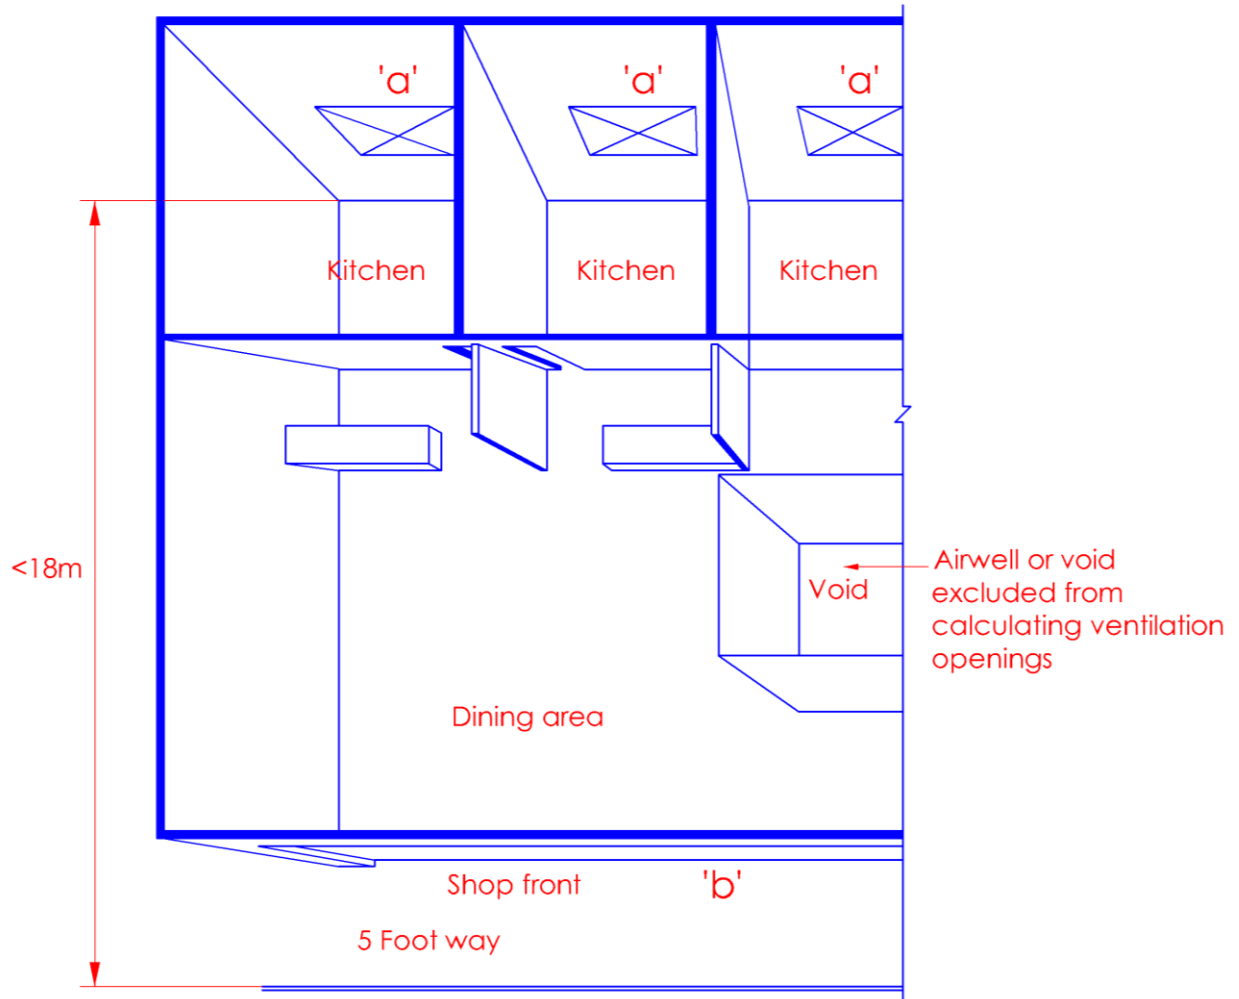 'a' 'a' 'a'
Kitchen Kitchen Kitchen
<18m
Airwell or void
excluded from
calculating ventilation
openings
Void
Dining area
Shop front 'b'
5 Foot way